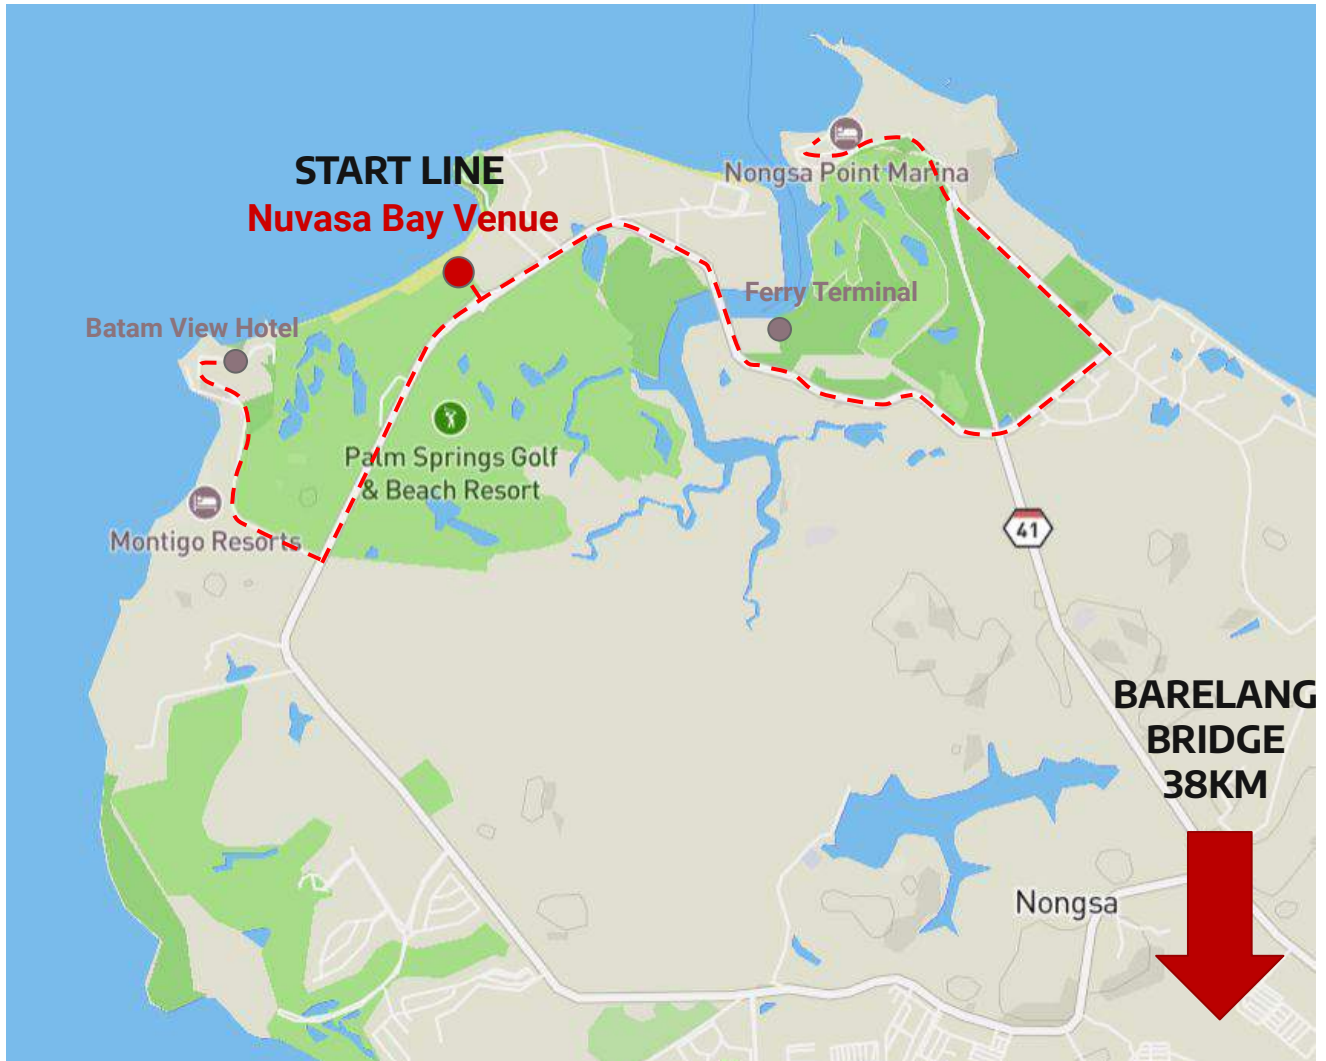 START LINE
Nuvasa Bay Venue
Nongsa Point Marina
Ferry Terminal
Batam View Hotel
Palm Springs Golf
& Beach Resort
Montigo Resorts
41
BARELANG
BRIDGE
38KM
Nongsa